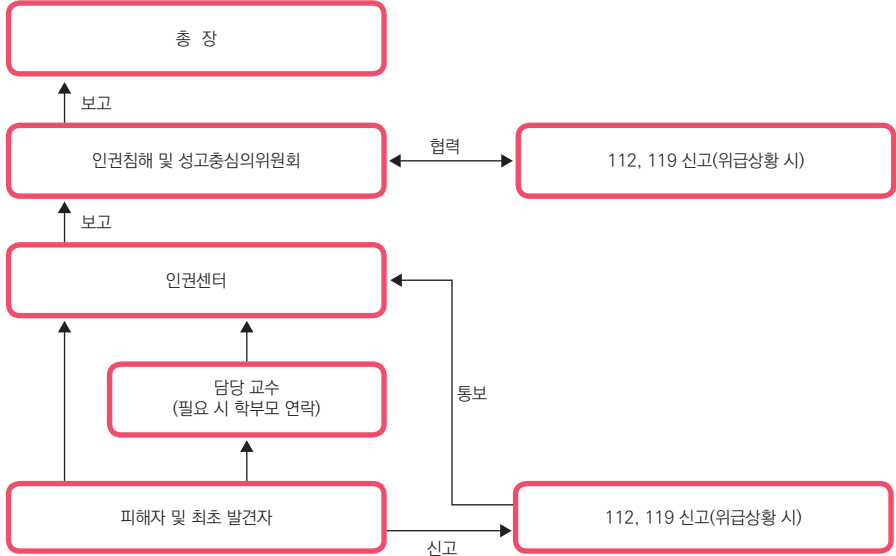 총 장
보고
인권침해 및 성고충심의위원회
협력
112, 119 신고(위급상황 시)
보고
인권센터
담당 교수
(필요 시 학부모 연락)
통보
피해자 및 최초 발견자
신고
112, 119 신고(위급상황 시)